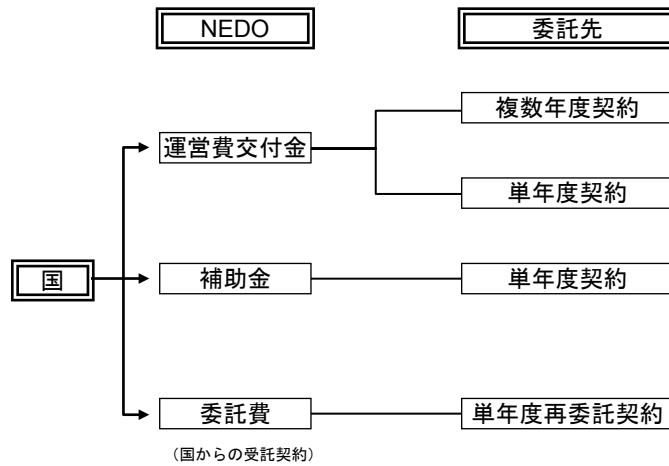 NEDO
委託先
複数年度契約
運営費交付金
単年度契約
国
補助金
単年度契約
委託費
単年度再委託契約
(国からの受託契約)